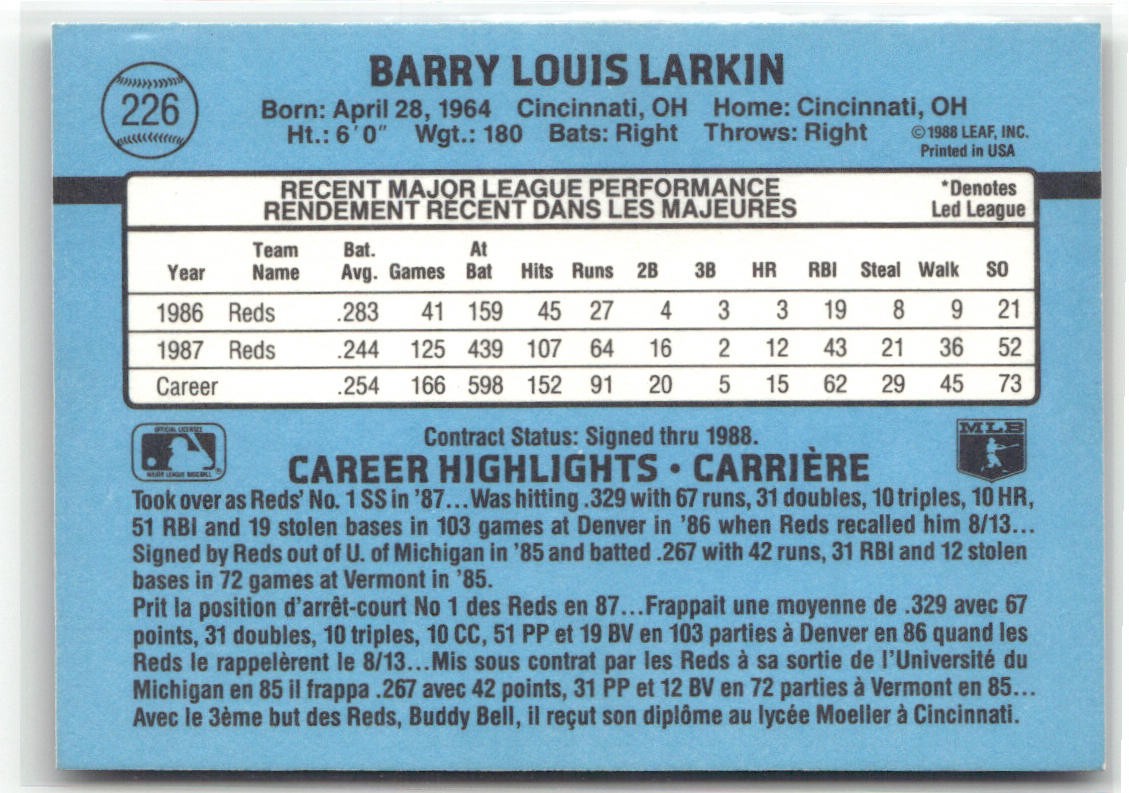 226
BARRY LOUIS LARKIN
Born: April 28, 1964 Cincinnati, OH Home: Cincinnati, OH
Ht.: 6'0" Wgt.: 180 Bats: Right Throws: Right
©1988 LEAF, INC.
Printed in USA
RECENT MAJOR LEAGUE PERFORMANCE
RENDEMENT RÉCENT DANS LES MAJEURES
*Denotes
Led League
Year Team Name Bat. Avg. Games At Bat Hits Runs 2B 3B HR RBI Steal Walk SO
1986 Reds .283 41 159 45 27 4 3 3 19 8 9 21
1987 Reds .244 125 439 107 64 16 2 12 43 21 36 52
Career .254 166 598 152 91 20 5 15 62 29 45 73
OFFICIAL LICENSEE
MAJOR LEAGUE BASEBALL
®
Contract Status: Signed thru 1988.
MLB
CAREER HIGHLIGHTS • CARRIÈRE
Took over as Reds' No. 1 SS in '87...Was hitting .329 with 67 runs, 31 doubles, 10 triples, 10 HR,
51 RBI and 19 stolen bases in 103 games at Denver in '86 when Reds recalled him 8/13...
Signed by Reds out of U. of Michigan in '85 and batted .267 with 42 runs, 31 RBI and 12 stolen
bases in 72 games at Vermont in '85.
Prit la position d'arrêt-court No 1 des Reds en 87...Frappait une moyenne de .329 avec 67
points, 31 doubles, 10 triples, 10 CC, 51 PP et 19 BV en 103 parties à Denver en 86 quand les
Reds le rappelèrent le 8/13...Mis sous contrat par les Reds à sa sortie de l'Université du
Michigan en 85 il frappa .267 avec 42 points, 31 PP et 12 BV en 72 parties à Vermont en 85...
Avec le 3ème but des Reds, Buddy Bell, il reçut son diplôme au lycée Moeller à Cincinnati.